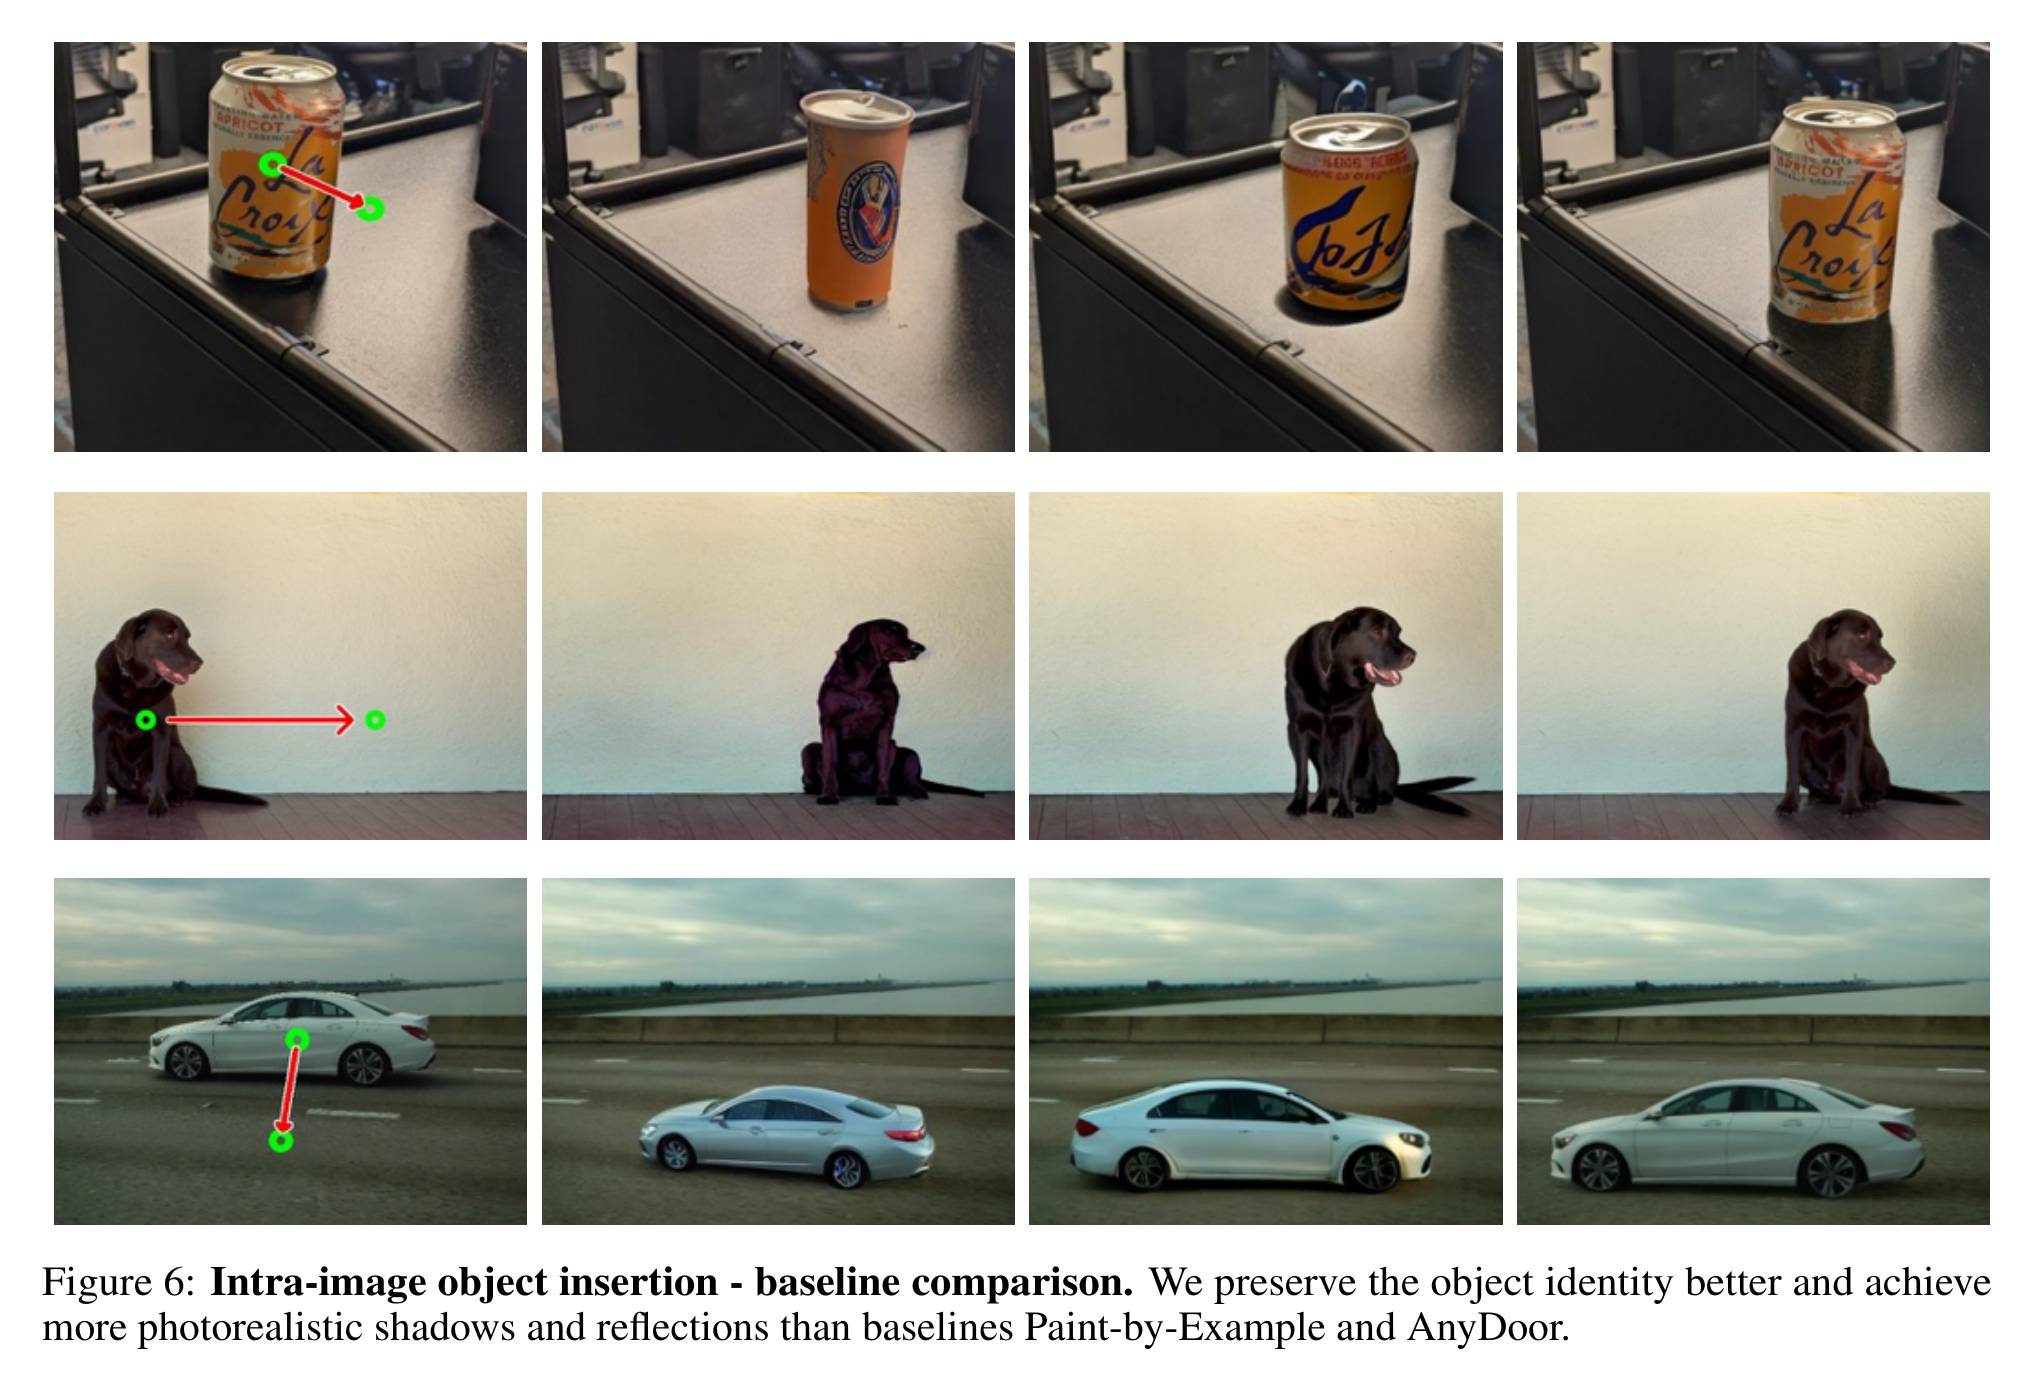 APRICOT
La
Croix
APRICOT
La
Croix
Figure 6: Intra-image object insertion - baseline comparison. We preserve the object identity better and achieve
more photorealistic shadows and reflections than baselines Paint-by-Example and AnyDoor.